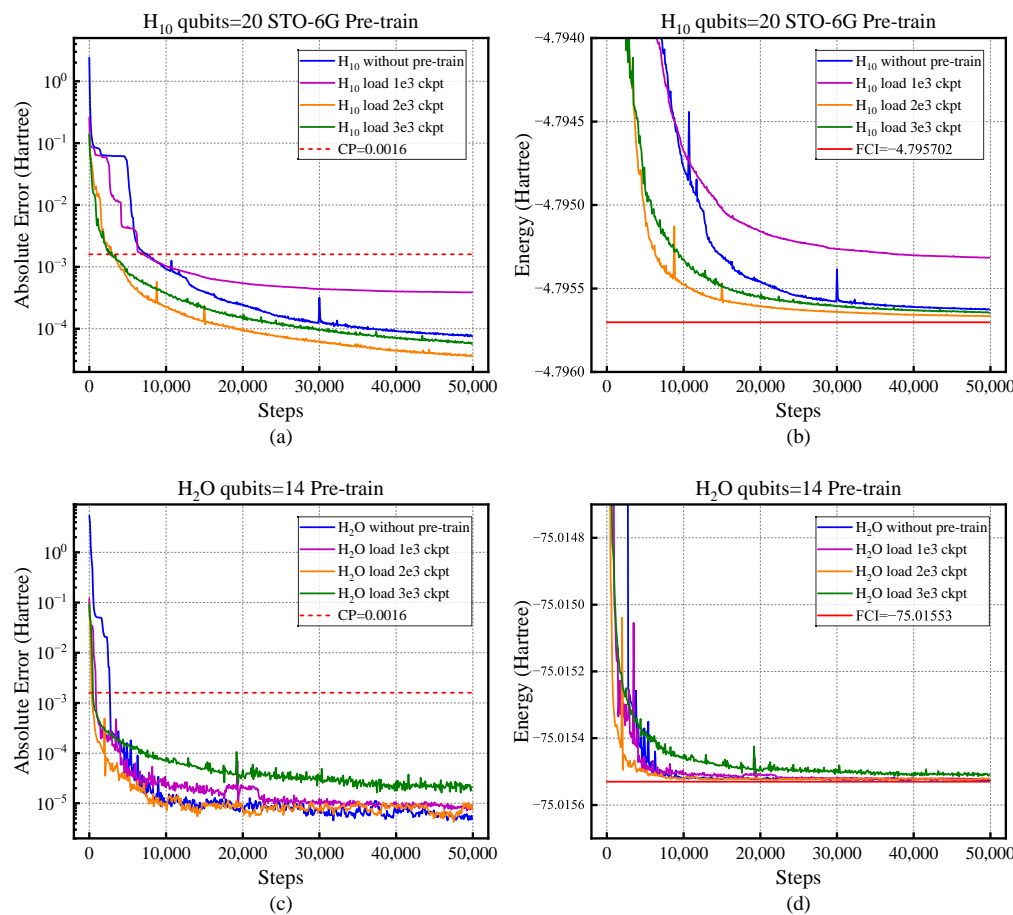 H₁₀ qubits=20 STO-6G Pre-train
Absolute Error (Hartree)
10⁰
10⁻¹
10⁻²
10⁻³
10⁻⁴
H₁₀ without pre-train
H₁₀ load 1e3 ckpt
H₁₀ load 2e3 ckpt
H₁₀ load 3e3 ckpt
CP=0.0016
0 10,000 20,000 30,000 40,000 50,000
Steps
(a)
H₁₀ qubits=20 STO-6G Pre-train
Energy (Hartree)
−4.7940
−4.7945
−4.7950
−4.7955
−4.7960
H₁₀ without pre-train
H₁₀ load 1e3 ckpt
H₁₀ load 2e3 ckpt
H₁₀ load 3e3 ckpt
FCI=−4.795702
0 10,000 20,000 30,000 40,000 50,000
Steps
(b)
H₂O qubits=14 Pre-train
Absolute Error (Hartree)
10⁰
10⁻¹
10⁻²
10⁻³
10⁻⁴
10⁻⁵
H₂O without pre-train
H₂O load 1e3 ckpt
H₂O load 2e3 ckpt
H₂O load 3e3 ckpt
CP=0.0016
0 10,000 20,000 30,000 40,000 50,000
Steps
(c)
H₂O qubits=14 Pre-train
Energy (Hartree)
−75.0148
−75.0150
−75.0152
−75.0154
−75.0156
H₂O without pre-train
H₂O load 1e3 ckpt
H₂O load 2e3 ckpt
H₂O load 3e3 ckpt
FCI=−75.01553
0 10,000 20,000 30,000 40,000 50,000
Steps
(d)